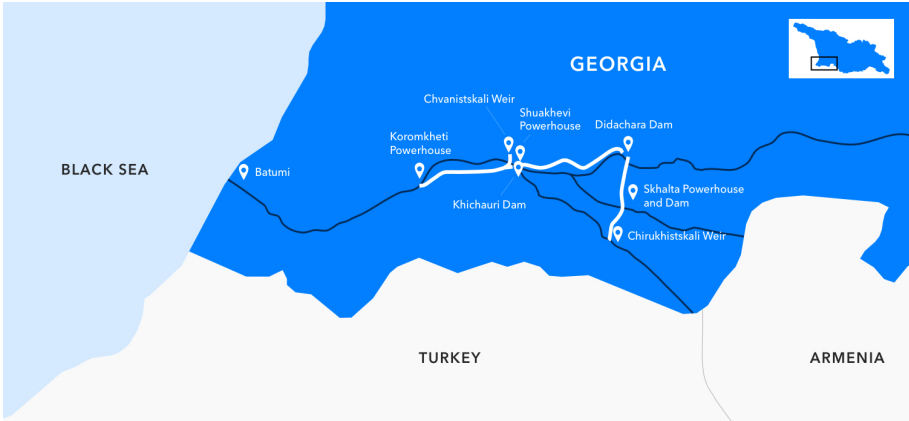 GEORGIA
Chvanistskali Weir
Shuakhevi
Powerhouse
Didachara Dam
Koromkheti
Powerhouse
BLACK SEA
Batumi
Khichauri Dam
Skhalta Powerhouse
and Dam
Chirukhistskali Weir
TURKEY
ARMENIA